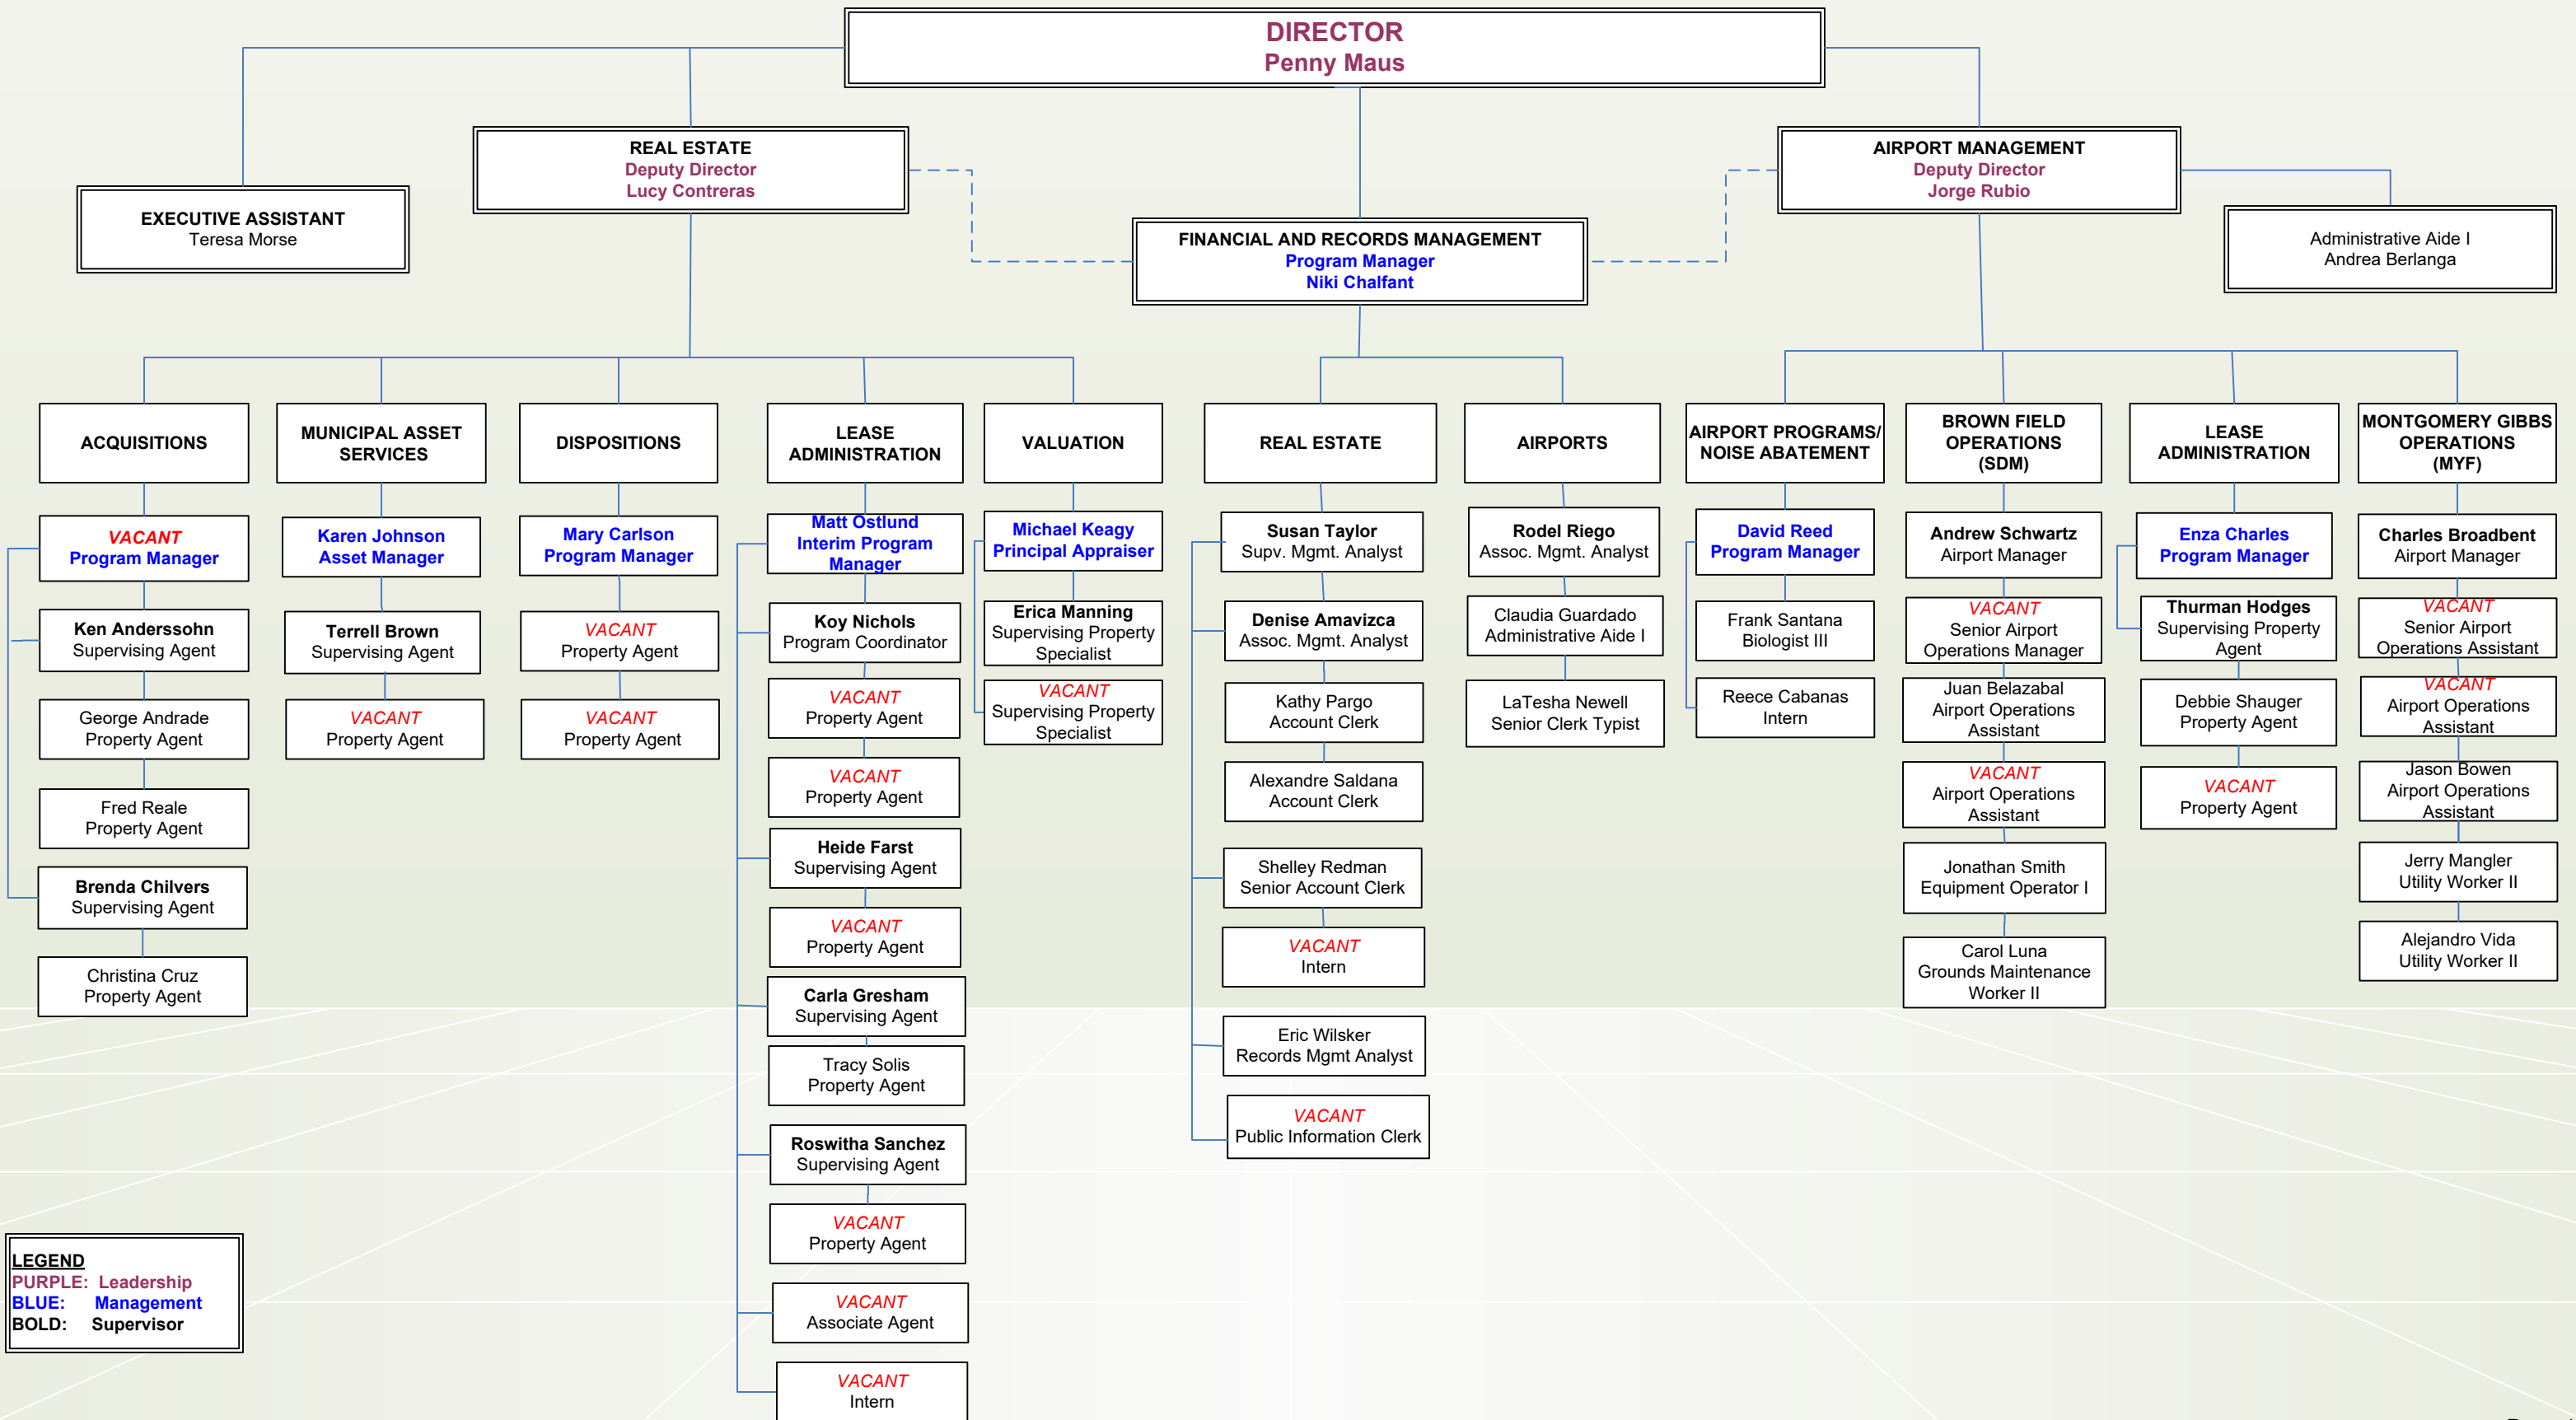 DIRECTOR
Penny Maus
REAL ESTATE
Deputy Director
Lucy Contreras
AIRPORT MANAGEMENT
Deputy Director
Jorge Rubio
EXECUTIVE ASSISTANT
Teresa Morse
FINANCIAL AND RECORDS MANAGEMENT
Program Manager
Niki Chalfant
Administrative Aide I
Andrea Berlanga
ACQUISITIONS
VACANT
Program Manager
Ken Anderssohn
Supervising Agent
George Andrade
Property Agent
Fred Reale
Property Agent
Brenda Chilvers
Supervising Agent
Christina Cruz
Property Agent
MUNICIPAL ASSET
SERVICES
Karen Johnson
Asset Manager
Terrell Brown
Supervising Agent
VACANT
Property Agent
DISPOSITIONS
Mary Carlson
Program Manager
VACANT
Property Agent
VACANT
Property Agent
LEASE
ADMINISTRATION
Matt Ostlund
Interim Program
Manager
Koy Nichols
Program Coordinator
VACANT
Property Agent
VACANT
Property Agent
Heide Farst
Supervising Agent
VACANT
Property Agent
Carla Gresham
Supervising Agent
Tracy Solis
Property Agent
Roswitha Sanchez
Supervising Agent
VACANT
Property Agent
VACANT
Associate Agent
VACANT
Intern
VALUATION
Michael Keagy
Principal Appraiser
Erica Manning
Supervising Property
Specialist
VACANT
Supervising Property
Specialist
REAL ESTATE
Susan Taylor
Supv. Mgmt. Analyst
Denise Amavizca
Assoc. Mgmt. Analyst
Kathy Pargo
Account Clerk
Alexandre Saldana
Account Clerk
Shelley Redman
Senior Account Clerk
VACANT
Intern
Eric Wilsker
Records Mgmt Analyst
VACANT
Public Information Clerk
AIRPORTS
Rodel Riego
Assoc. Mgmt. Analyst
Claudia Guardado
Administrative Aide I
LaTesha Newell
Senior Clerk Typist
AIRPORT PROGRAMS/
NOISE ABATEMENT
David Reed
Program Manager
Frank Santana
Biologist III
Reece Cabanas
Intern
BROWN FIELD
OPERATIONS
(SDM)
Andrew Schwartz
Airport Manager
VACANT
Senior Airport
Operations Manager
Juan Belazabal
Airport Operations
Assistant
VACANT
Airport Operations
Assistant
Jonathan Smith
Equipment Operator I
Carol Luna
Grounds Maintenance
Worker II
LEASE
ADMINISTRATION
Enza Charles
Program Manager
Thurman Hodges
Supervising Property
Agent
Debbie Shauger
Property Agent
VACANT
Property Agent
MONTGOMERY GIBBS
OPERATIONS
(MYF)
Charles Broadbent
Airport Manager
VACANT
Senior Airport
Operations Assistant
VACANT
Airport Operations
Assistant
Jason Bowen
Airport Operations
Assistant
Jerry Mangler
Utility Worker II
Alejandro Vida
Utility Worker II
LEGEND
PURPLE: Leadership
BLUE: Management
BOLD: Supervisor